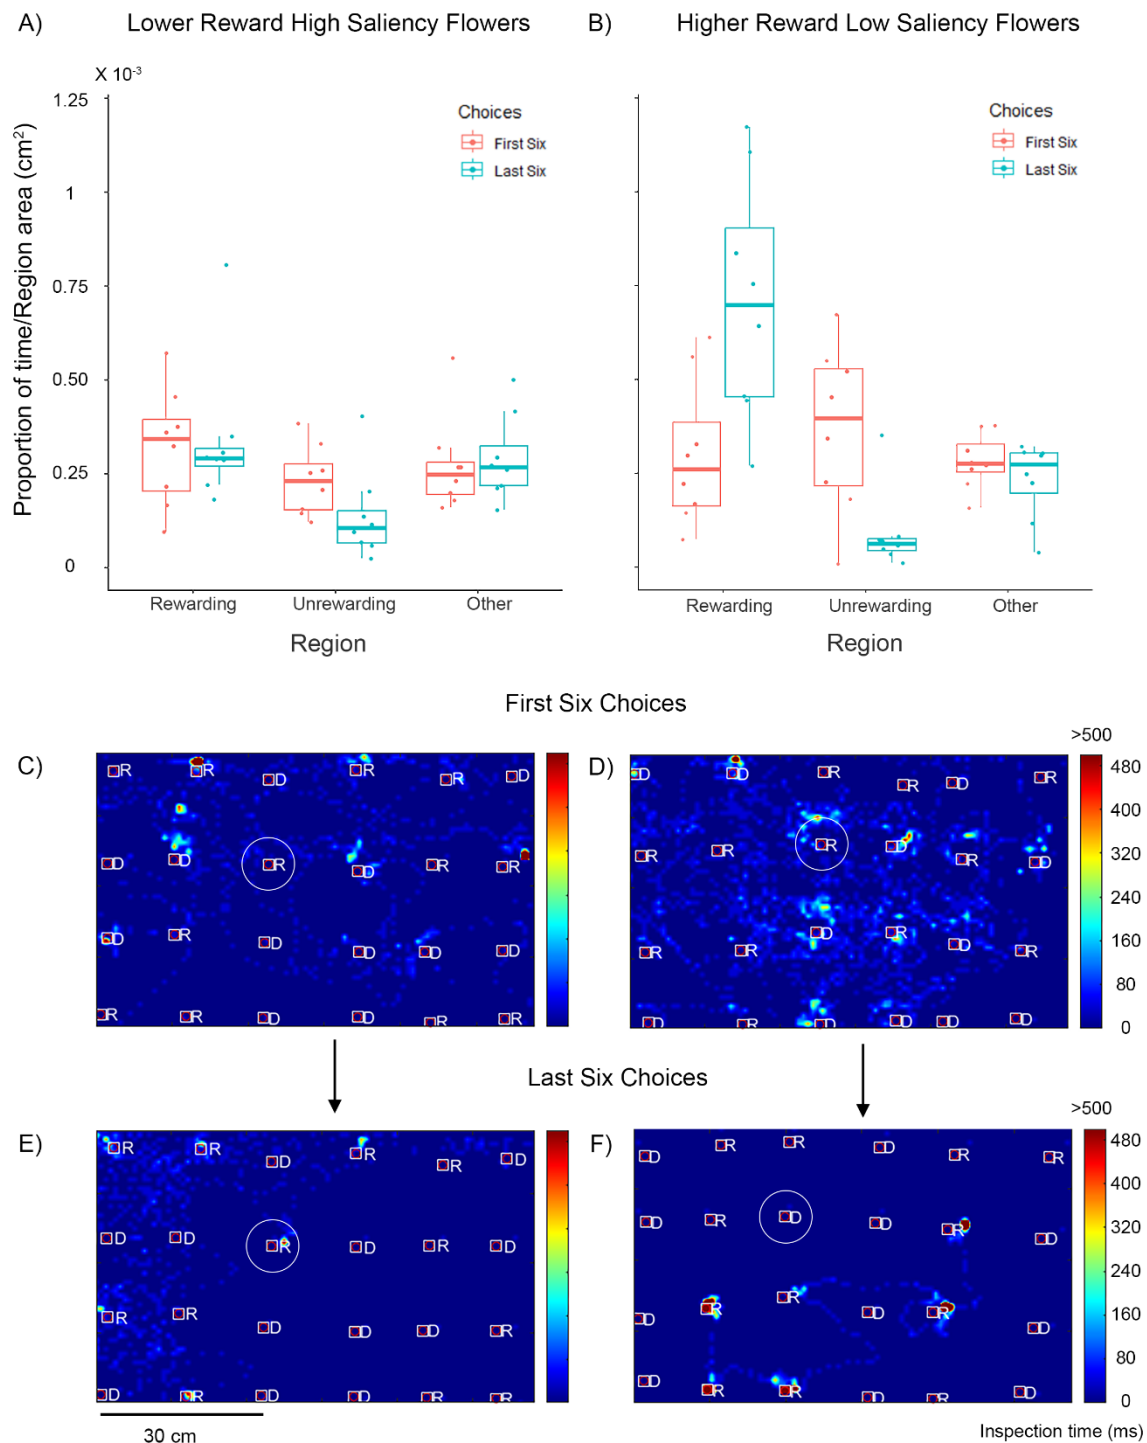 A) Lower Reward High Saliency Flowers B) Higher Reward Low Saliency Flowers
X 10-3
Proportion of time/Region area (cm2)
1.25
1
0.75
0.50
0.25
0
Choices
First Six
Last Six
Choices
First Six
Last Six
Rewarding Unrewarding Other
Region
Rewarding Unrewarding Other
Region
First Six Choices
C)
R R D R R D
D D R D R R
D R D D D D
R R D D R R
D)
D D R R D R
R R R D R D
R R D R D R
D R D D D D
>500
480
400
320
240
160
80
0
Last Six Choices
E)
R R D R R D
D D R D R D
R R D D D R
D R D D R R
30 cm
F)
D R R D R R
D R D D R D
D R R D R D
D R R D R D
>500
480
400
320
240
160
80
0
Inspection time (ms)